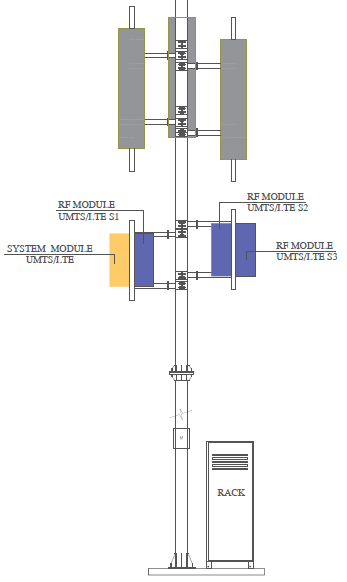 RF MODULE
UMTS/LTE S2
RF MODULE
UMTS/LTE S1
RF MODULE
UMTS/LTE S3
SYSTEM MODULE
UMTS/LTE
M
RACK